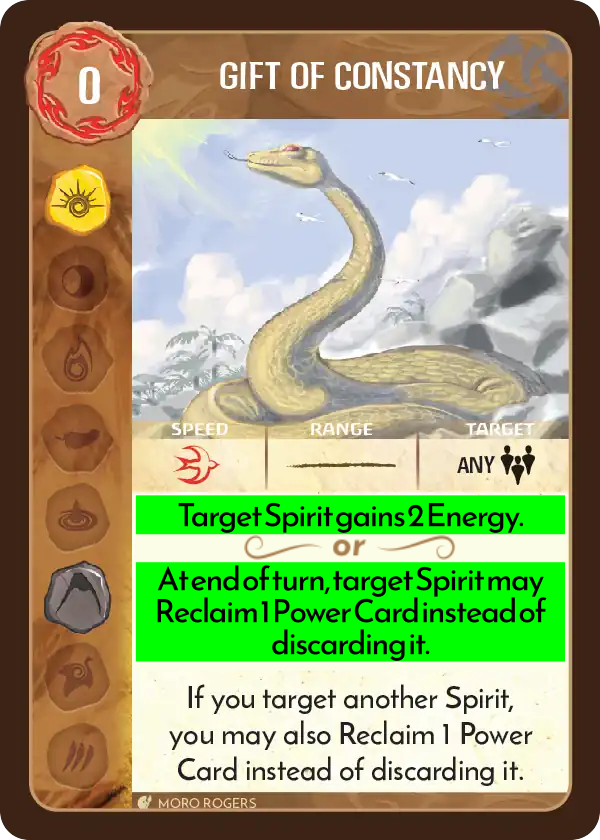 0
GIFT OF CONSTANCY
SPEED RANGE TARGET
ANY
Target Spirit gains 2 Energy.
or
At end of turn, target Spirit may
Reclaim 1 Power Card instead of
discarding it.
If you target another Spirit,
you may also Reclaim 1 Power
Card instead of discarding it.
MORO ROGERS